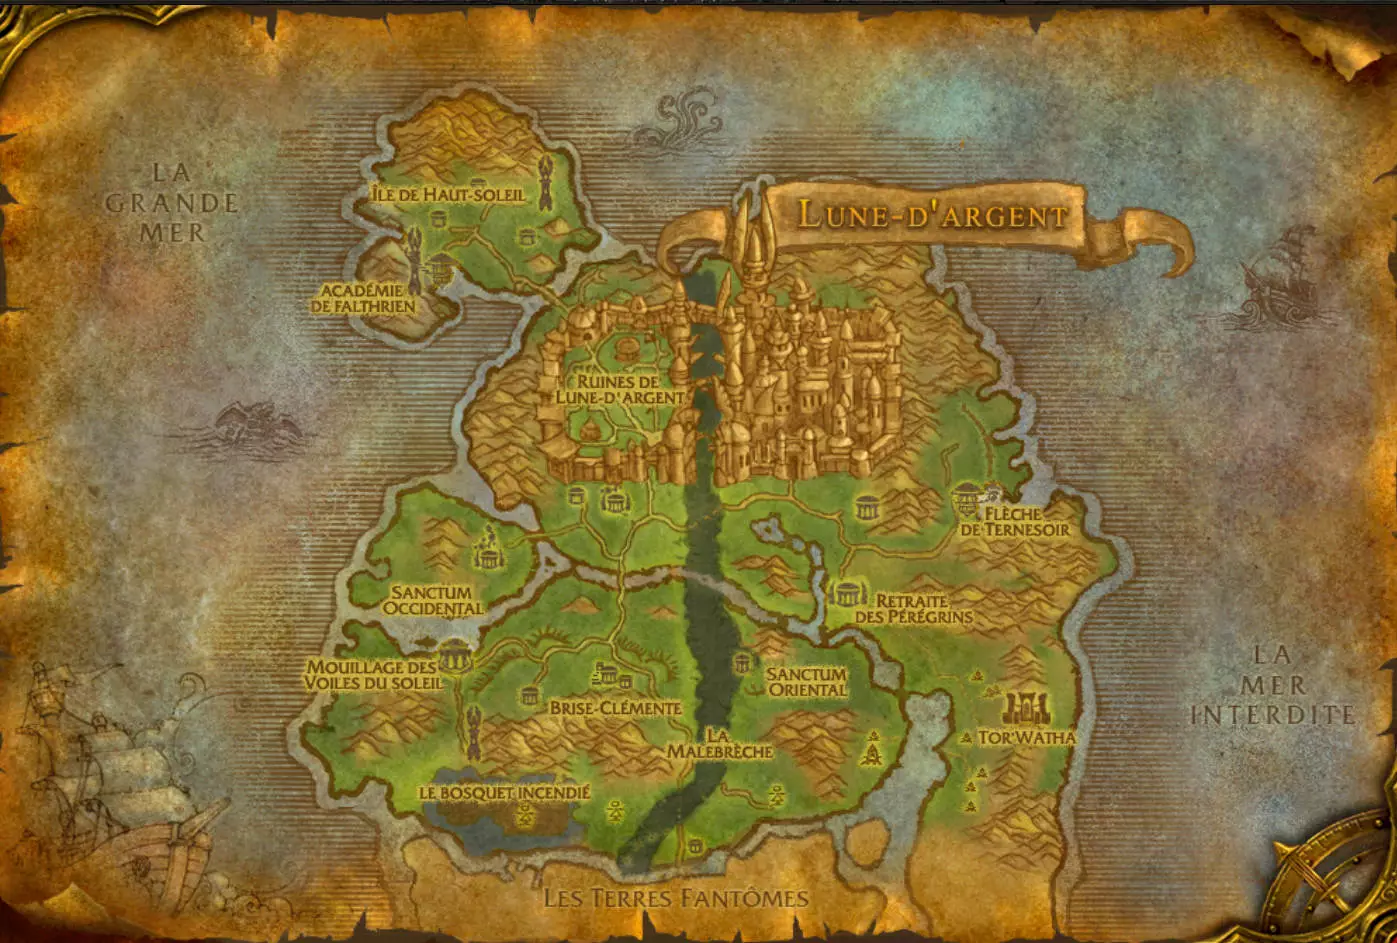 LA
GRANDE
MER
ÎLE DE HAUT-SOLEIL
LUNE-D'ARGENT
ACADÉMIE
DE FALTHRIEN
RUINES DE
LUNE-D'ARGENT
FLÈCHE
DE TERNESOIR
SANCTUM
OCCIDENTAL
RETRAITE
DES PÉRÉGRINS
MOUILLAGE DES
VOILES DU SOLEIL
SANCTUM
ORIENTAL
LA
MER
INTERDITE
BRISE-CLÉMENTE
LA
MALEBRÈCHE
TOR'WATHA
LE BOSQUET INCENDIÉ
LES TERRES FANTÔMES